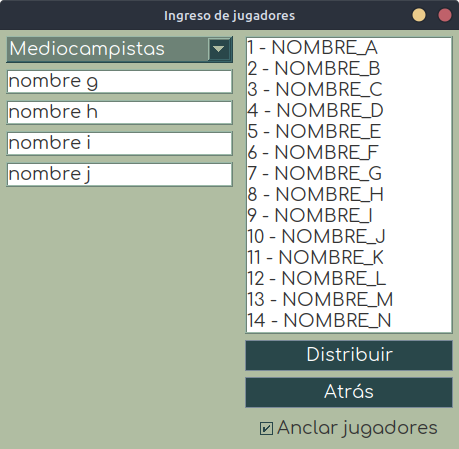 Ingreso de jugadores
Mediocampistas
nombre g
nombre h
nombre i
nombre j
1 - NOMBRE_A
2 - NOMBRE_B
3 - NOMBRE_C
4 - NOMBRE_D
5 - NOMBRE_E
6 - NOMBRE_F
7 - NOMBRE_G
8 - NOMBRE_H
9 - NOMBRE_I
10 - NOMBRE_J
11 - NOMBRE_K
12 - NOMBRE_L
13 - NOMBRE_M
14 - NOMBRE_N
Distribuir
Atrás
Anclar jugadores